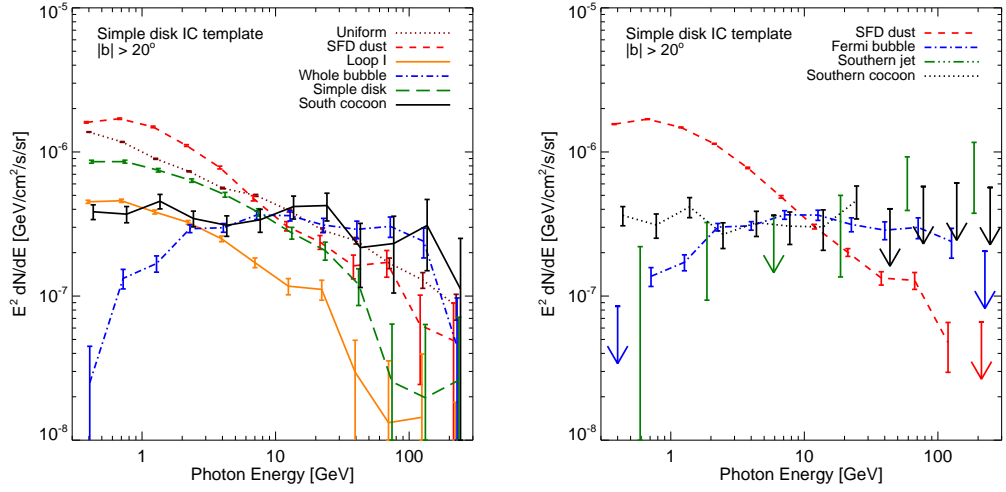 Simple disk IC template
|b| > 20°
Uniform
SFD dust
Loop I
Whole bubble
Simple disk
South cocoon
E² dN/dE [GeV/cm²/s/sr]
10⁻⁵
10⁻⁶
10⁻⁷
10⁻⁸
1
10
100
Photon Energy [GeV]
Simple disk IC template
|b| > 20°
SFD dust
Fermi bubble
Southern jet
Southern cocoon
E² dN/dE [GeV/cm²/s/sr]
10⁻⁵
10⁻⁶
10⁻⁷
10⁻⁸
1
10
100
Photon Energy [GeV]